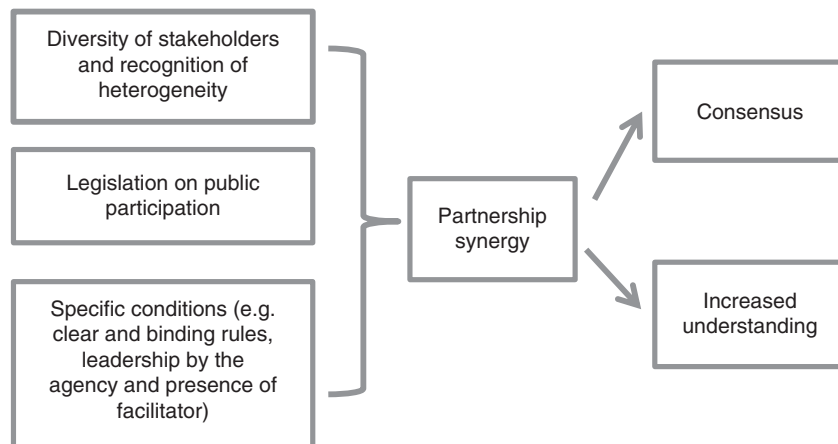 Diversity of stakeholders
and recognition of
heterogeneity
Legislation on public
participation
Specific conditions (e.g.
clear and binding rules,
leadership by the
agency and presence of
facilitator)
Partnership
synergy
Consensus
Increased
understanding